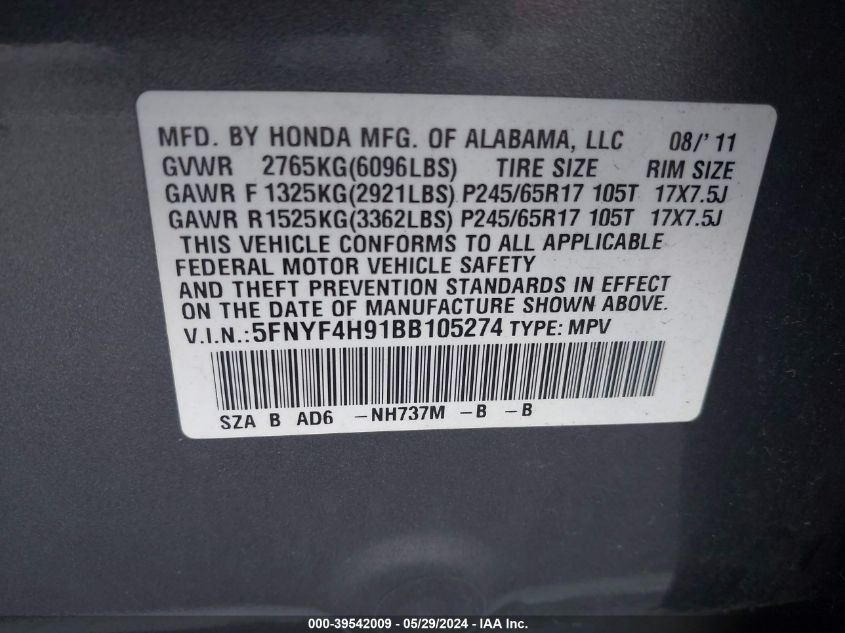 MFD. BY HONDA MFG. OF ALABAMA, LLC 08/' 11
GVWR 2765KG(6096LBS) TIRE SIZE RIM SIZE
GAWR F 1325KG(2921LBS) P245/65R17 105T 17X7.5J
GAWR R1525KG(3362LBS) P245/65R17 105T 17X7.5J
THIS VEHICLE CONFORMS TO ALL APPLICABLE
FEDERAL MOTOR VEHICLE SAFETY
AND THEFT PREVENTION STANDARDS IN EFFECT
ON THE DATE OF MANUFACTURE SHOWN ABOVE.
V.I.N.:5FNYF4H91BB105274 TYPE: MPV
SZA B AD6 -NH737M -B -B
000-39542009 - 05/29/2024 - IAA Inc.